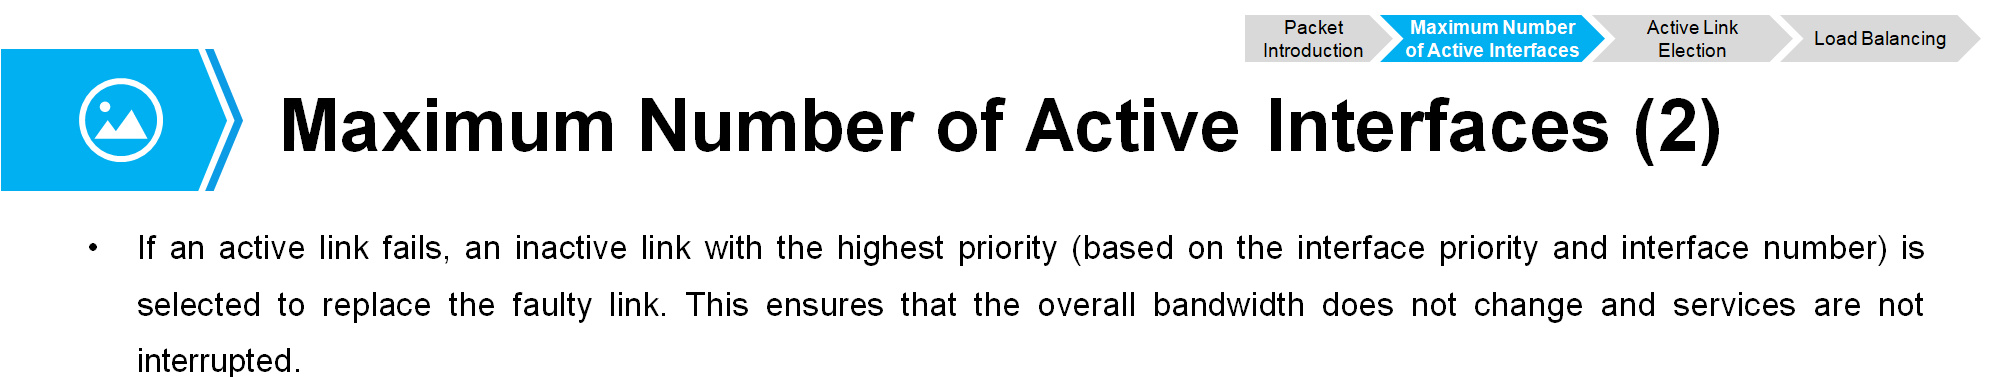 Packet
Introduction
Maximum Number
of Active Interfaces
Active Link
Election
Load Balancing
Maximum Number of Active Interfaces (2)
• If an active link fails, an inactive link with the highest priority (based on the interface priority and interface number) is
selected to replace the faulty link. This ensures that the overall bandwidth does not change and services are not
interrupted.